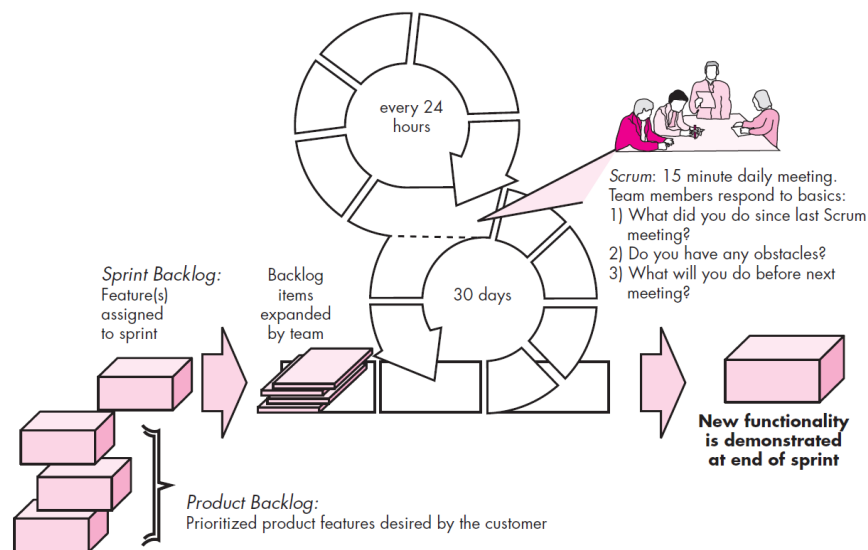 every 24
hours
Scrum: 15 minute daily meeting.
Team members respond to basics:
1) What did you do since last Scrum
meeting?
2) Do you have any obstacles?
3) What will you do before next
meeting?
Sprint Backlog:
Feature(s)
assigned
to sprint
Backlog
items
expanded
by team
30 days
New functionality
is demonstrated
at end of sprint
Product Backlog:
Prioritized product features desired by the customer